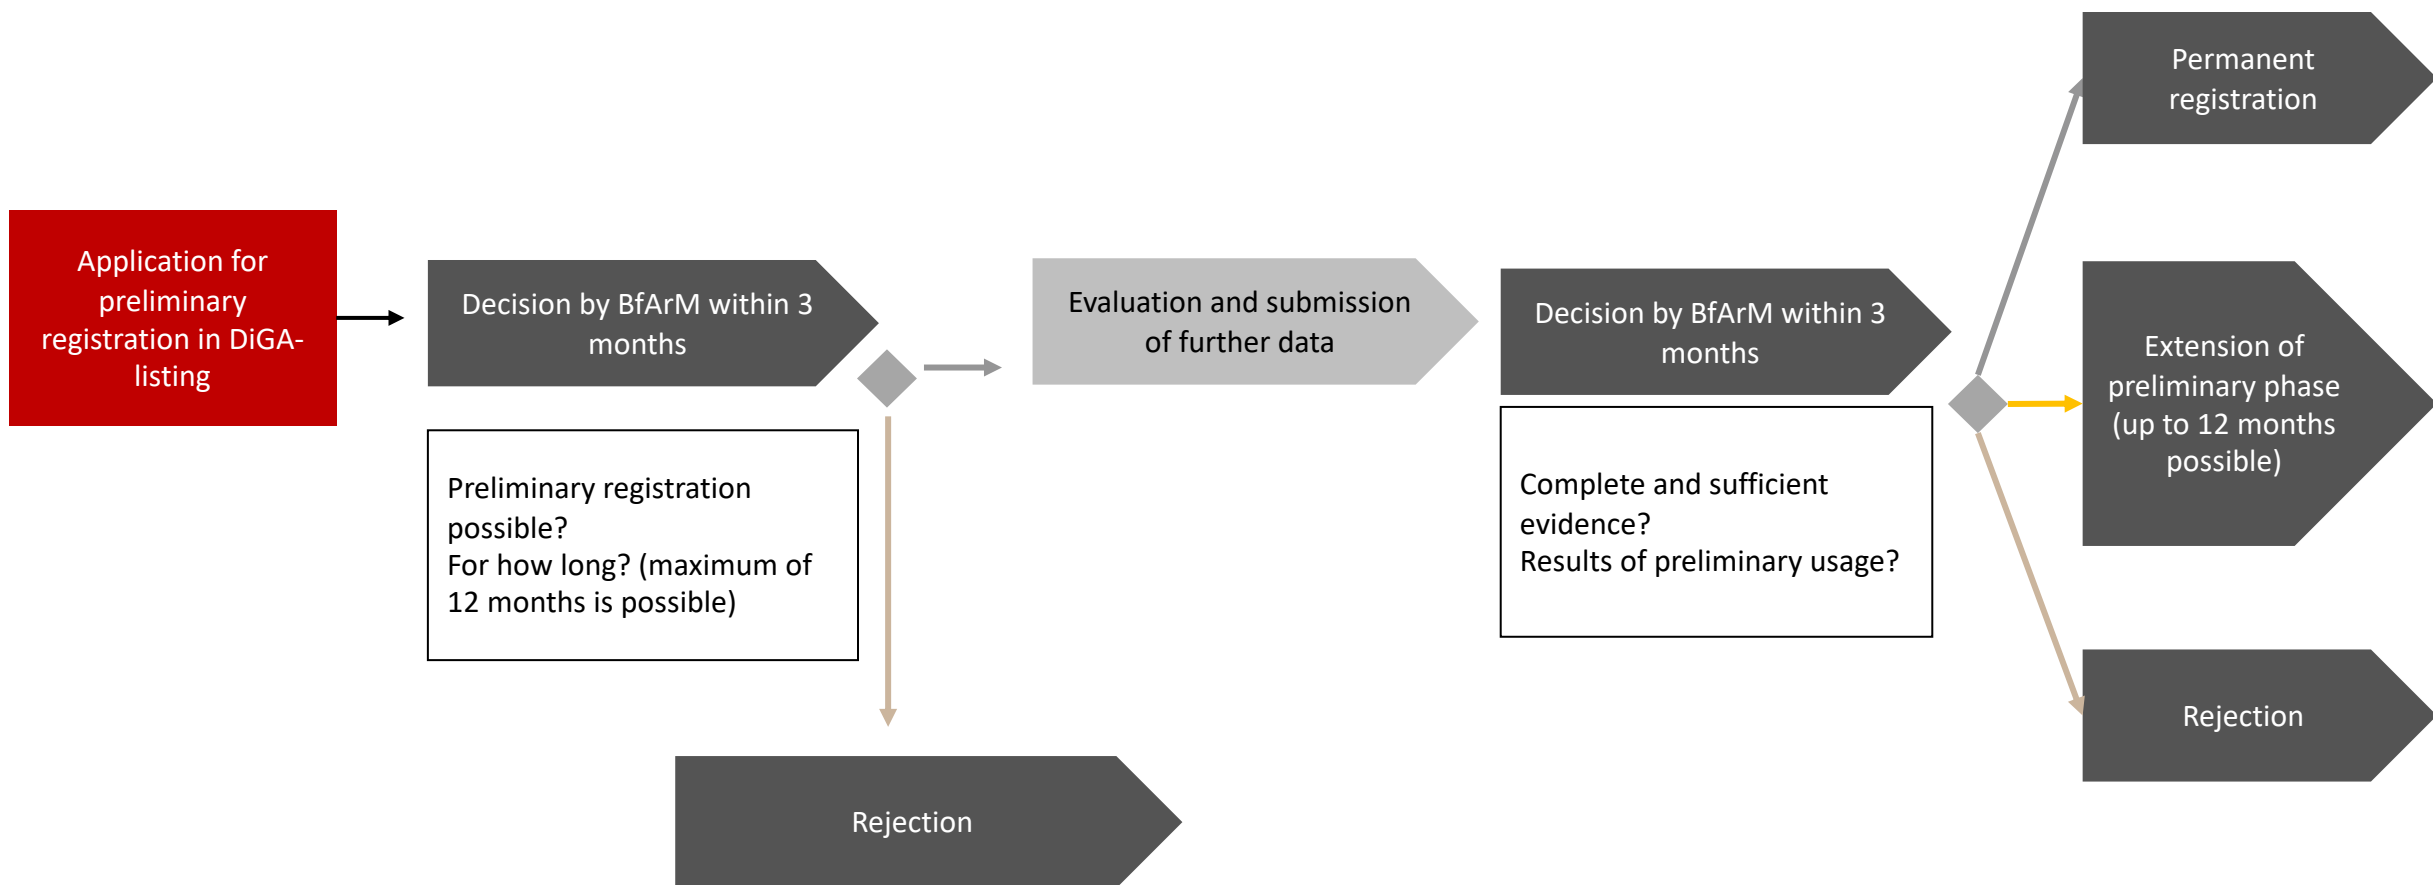 Application for
preliminary
registration in DiGA-
listing
Decision by BfArM within 3
months
Preliminary registration
possible?
For how long? (maximum of
12 months is possible)
Rejection
Evaluation and submission
of further data
Decision by BfArM within 3
months
Complete and sufficient
evidence?
Results of preliminary usage?
Permanent
registration
Extension of
preliminary phase
(up to 12 months
possible)
Rejection